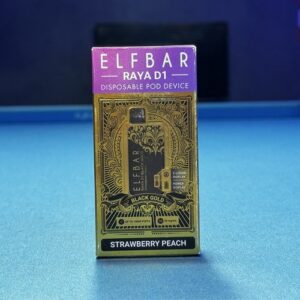 ELFBAR
RAYA D1
DISPOSABLE POD DEVICE
ELFBAR
BLACK GOLD
STRAWBERRY PEACH